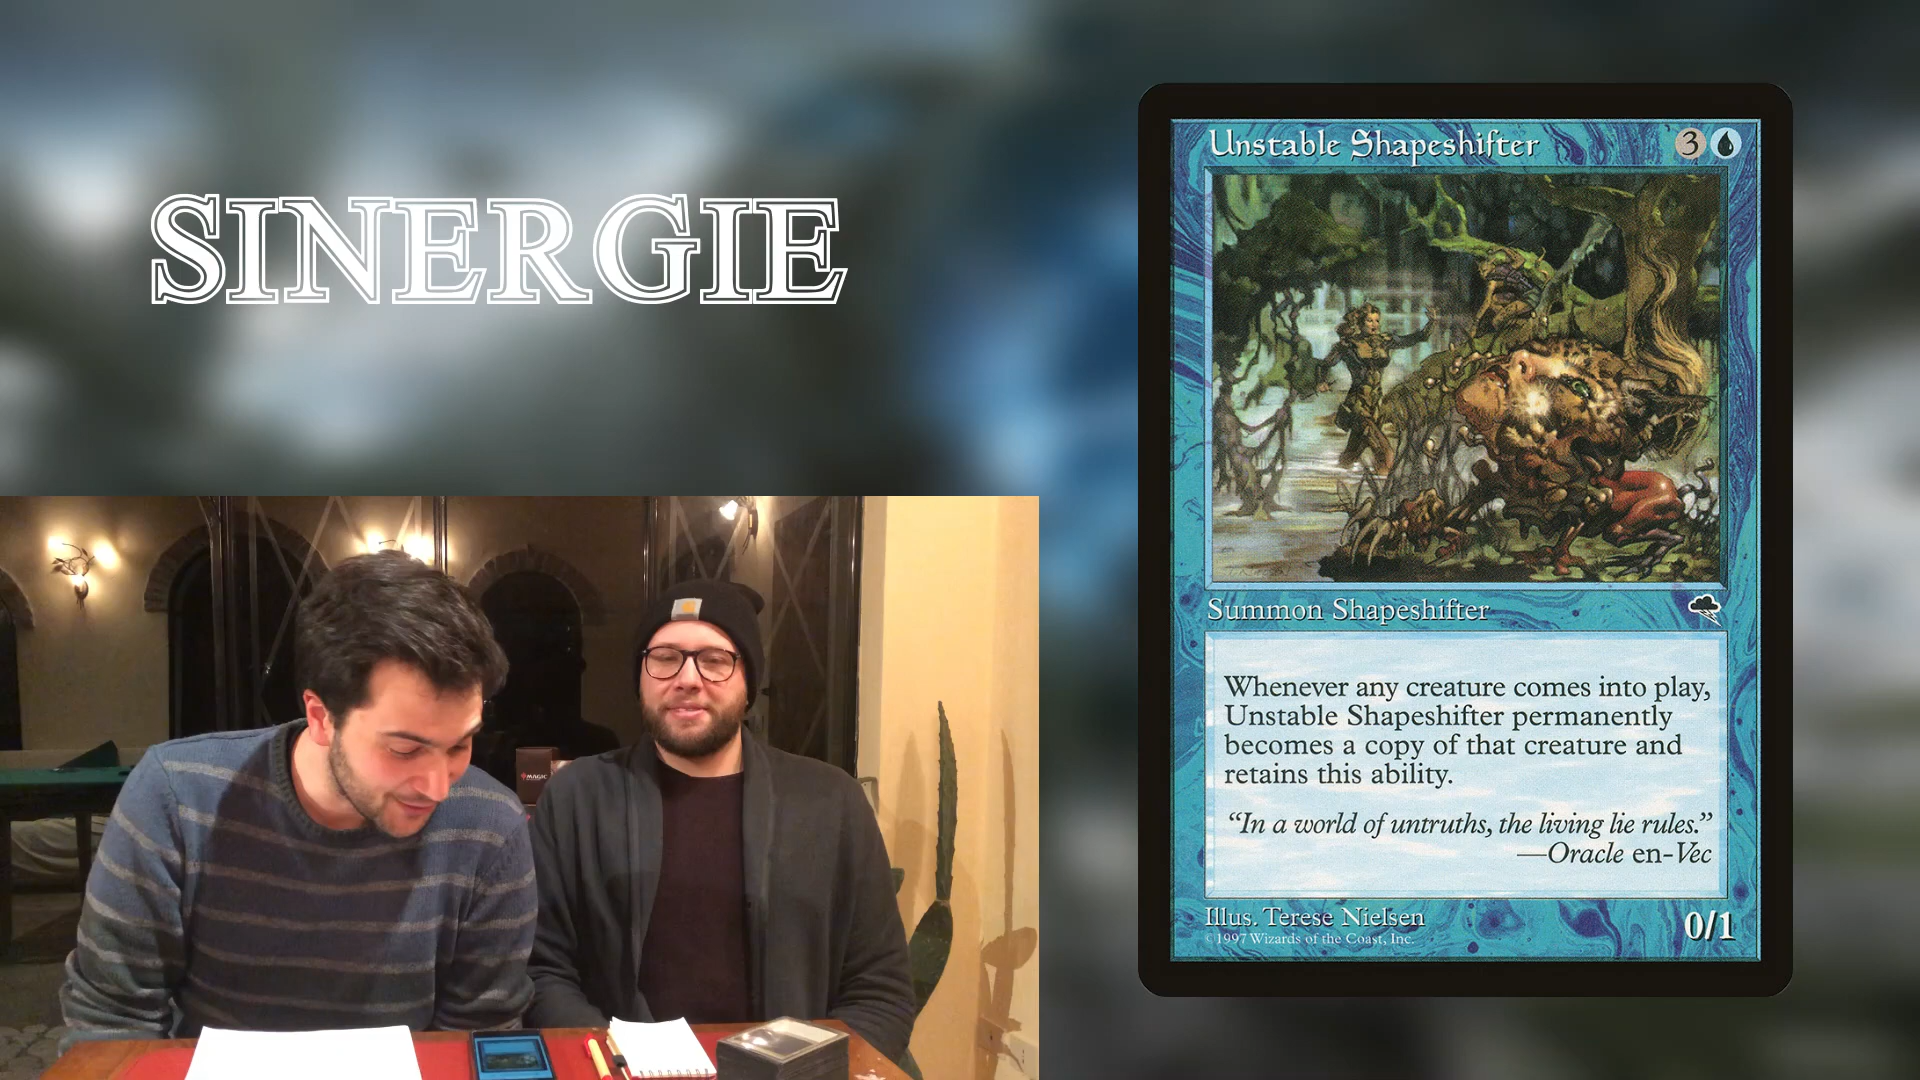 SINERGIE
Unstable Shapeshifter 3
Summon Shapeshifter
Whenever any creature comes into play,
Unstable Shapeshifter permanently
becomes a copy of that creature and
retains this ability.
“In a world of untruths, the living lie rules.”
—Oracle en-Vec
Illus. Terese Nielsen
©1997 Wizards of the Coast, Inc.
0/1
MAGIC